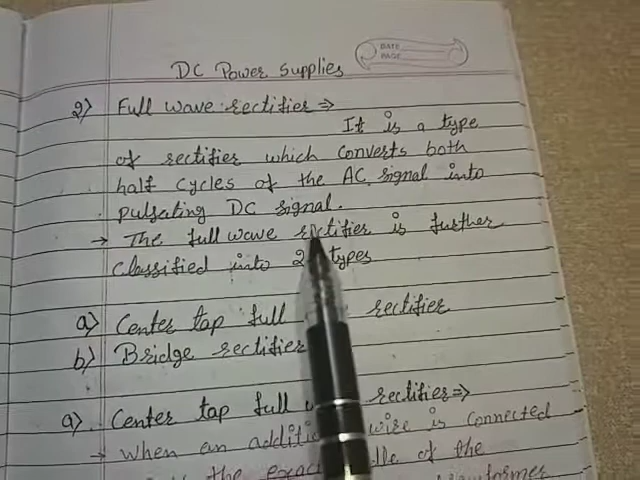 DATE
PAGE
DC Power Supplies
2) Full wave rectifier ⇒
It is a type
of rectifier which converts both
half cycles of the AC signal into
pulsating DC signal.
→ The full wave rectifier is further
classified into 2 types
a) Center tap full rectifier
b) Bridge rectifier
a) Center tap full rectifier ⇒
→ When an wire is connected
the of the